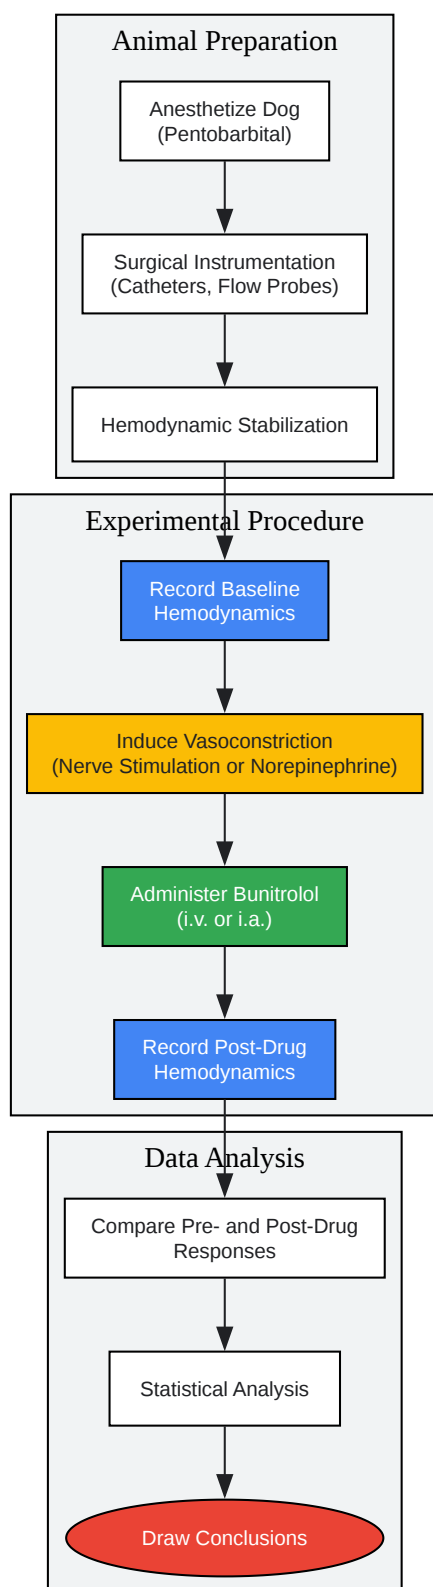 Animal Preparation
Anesthetize Dog
(Pentobarbital)
Surgical Instrumentation
(Catheters, Flow Probes)
Hemodynamic Stabilization
Experimental Procedure
Record Baseline
Hemodynamics
Induce Vasoconstriction
(Nerve Stimulation or Norepinephrine)
Administer Bunitrolol
(i.v. or i.a.)
Record Post-Drug
Hemodynamics
Data Analysis
Compare Pre- and Post-Drug
Responses
Statistical Analysis
Draw Conclusions